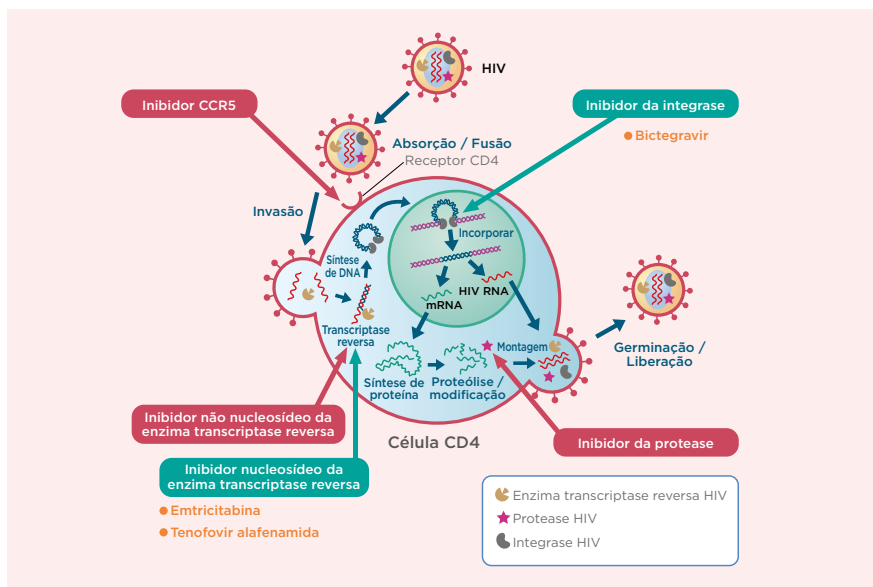 HIV
Inibidor CCR5
Inibidor da integrase
Bictegravir
Absorção / Fusão
Receptor CD4
Invasão
Incorporar
Síntese
de DNA
HIV RNA
mRNA
Transcriptase
reversa
Montagem
Germinação /
Liberação
Síntese de
proteína
Proteólise /
modificação
Inibidor não nucleosídeo da
enzima transcriptase reversa
Célula CD4
Inibidor da protease
Inibidor nucleosídeo da
enzima transcriptase reversa
Emtricitabina
Tenofovir alafenamida
Enzima transcriptase reversa HIV
Protease HIV
Integrase HIV